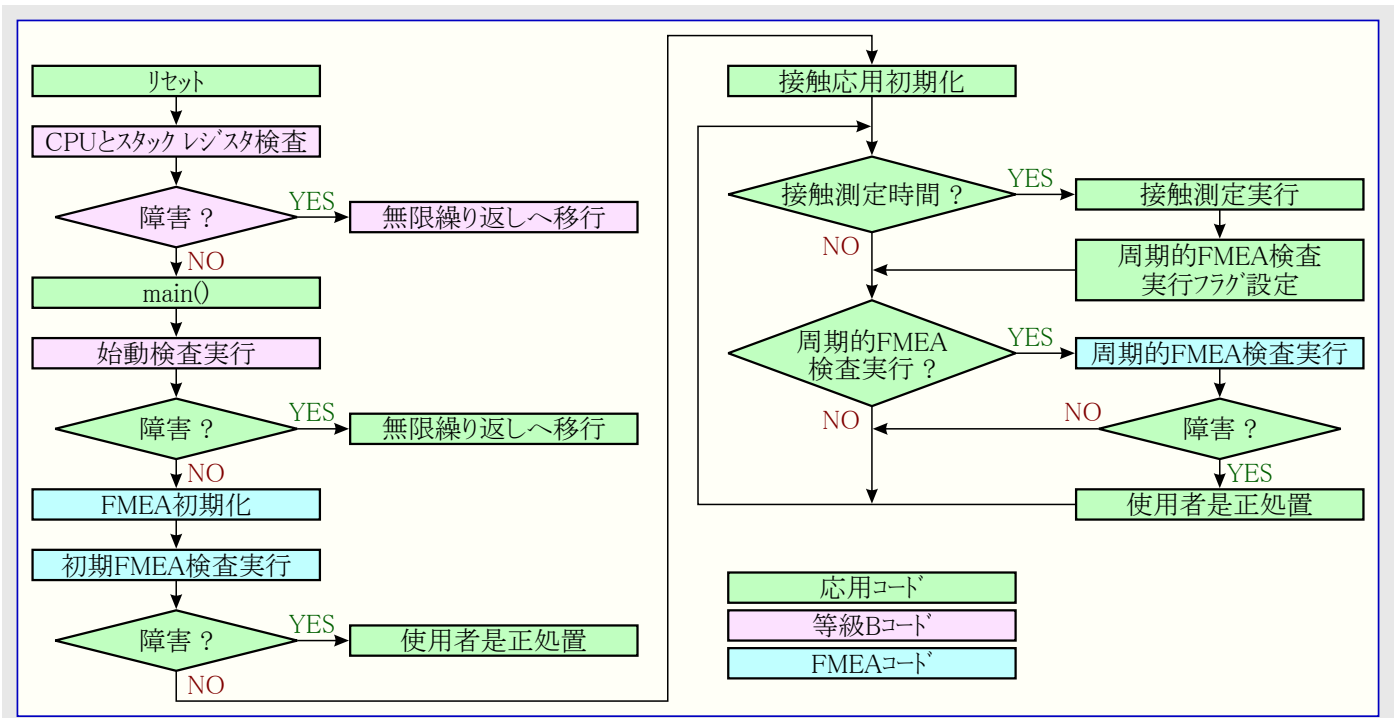 リセット
CPUとスタック レジスタ検査
障害 ?
YES
無限繰り返しへ移行
NO
main()
始動検査実行
障害 ?
YES
無限繰り返しへ移行
NO
FMEA初期化
初期FMEA検査実行
障害 ?
YES
使用者是正処置
NO
接触応用初期化
接触測定時間 ?
YES
接触測定実行
NO
周期的FMEA検査
実行フラグ設定
周期的FMEA
検査実行 ?
YES
周期的FMEA検査実行
NO
NO
障害 ?
YES
使用者是正処置
応用コード
等級Bコード
FMEAコード